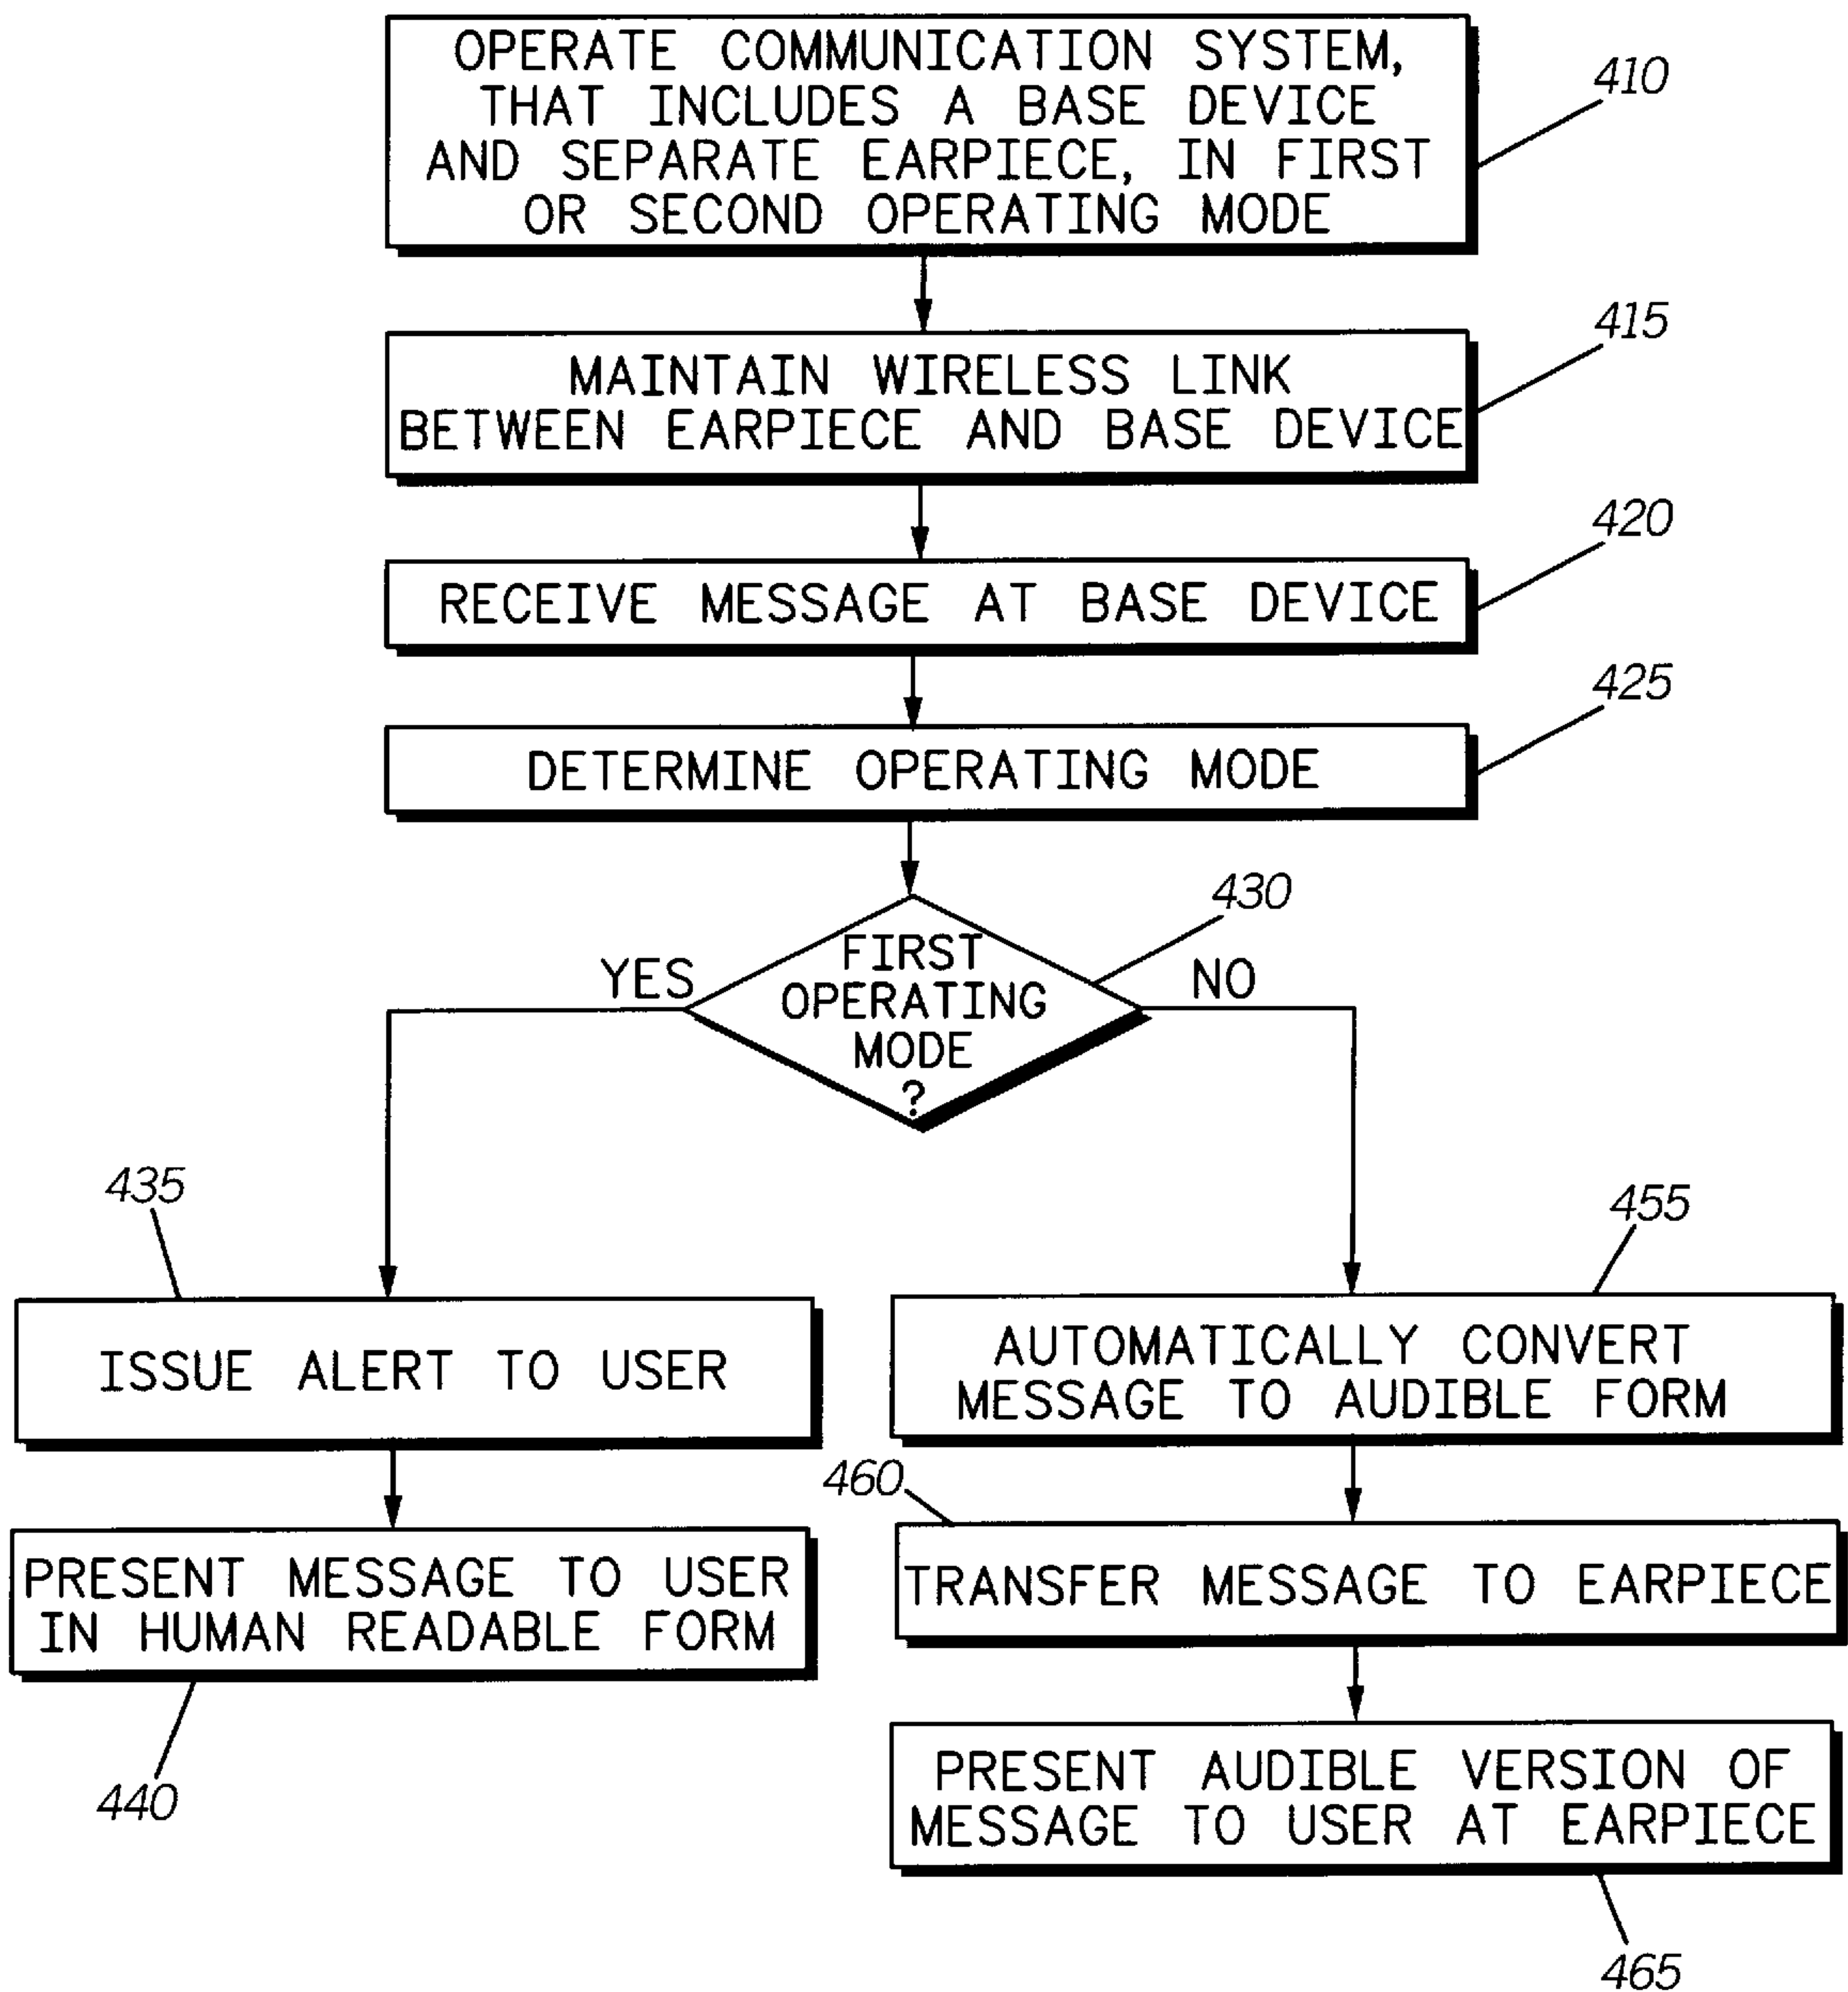 OPERATE COMMUNICATION SYSTEM,
THAT INCLUDES A BASE DEVICE
AND SEPARATE EARPIECE, IN FIRST
OR SECOND OPERATING MODE
410
MAINTAIN WIRELESS LINK
BETWEEN EARPIECE AND BASE DEVICE
415
RECEIVE MESSAGE AT BASE DEVICE
420
DETERMINE OPERATING MODE
425
FIRST
OPERATING
MODE
?
430
YES
NO
435
ISSUE ALERT TO USER
PRESENT MESSAGE TO USER
IN HUMAN READABLE FORM
440
455
AUTOMATICALLY CONVERT
MESSAGE TO AUDIBLE FORM
460
TRANSFER MESSAGE TO EARPIECE
PRESENT AUDIBLE VERSION OF
MESSAGE TO USER AT EARPIECE
465